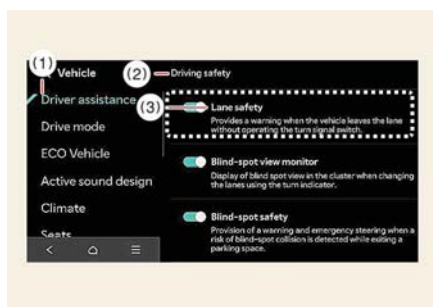 (1)
Vehicle
(2)
Driving safety
Driver assistance
(3)
Lane safety
Provides a warning when the vehicle leaves the lane
without operating the turn signal switch.
Drive mode
ECO Vehicle
Blind-spot view monitor
Display of blind spot view in the cluster when changing
the lanes using the turn indicator.
Active sound design
Climate
Blind-spot safety
Provision of a warning and emergency steering when a
risk of blind-spot collision is detected while exiting a
parking space.
Seats